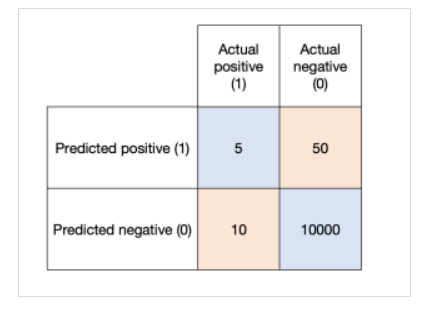 Actual
positive
(1)
Actual
negative
(0)
Predicted positive (1)
5
50
Predicted negative (0)
10
10000